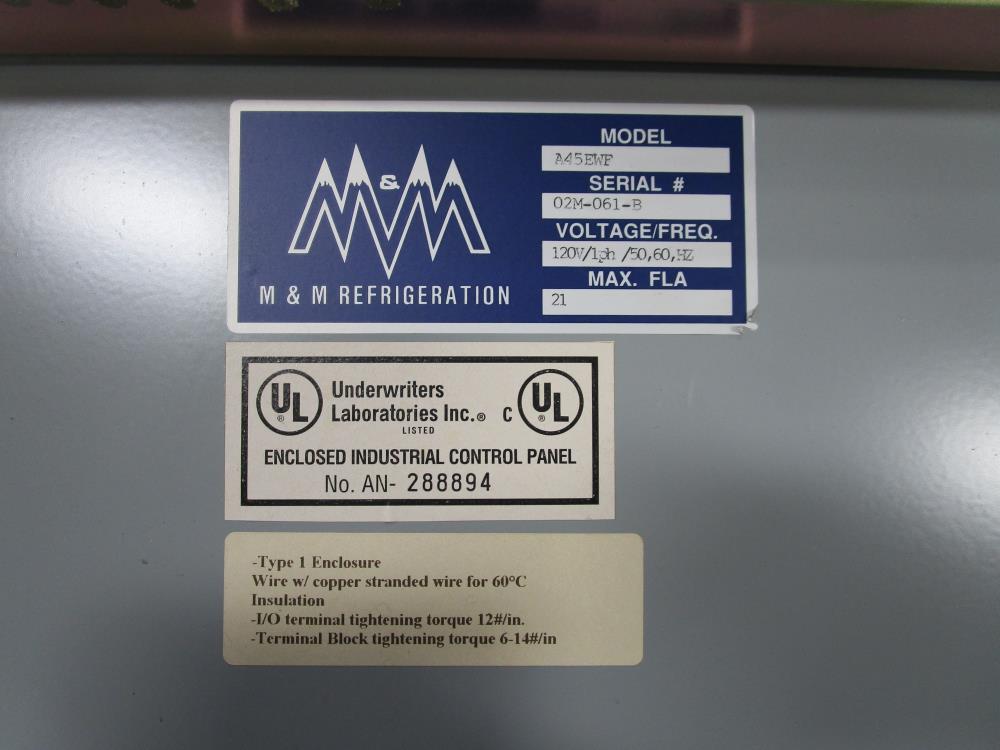 M&M
M & M REFRIGERATION
MODEL
A45EWF
SERIAL #
02M-061-B
VOLTAGE/FREQ.
120V/1ph /50,60,HZ
MAX. FLA
21
UL ® Underwriters
Laboratories Inc.® C UL ®
LISTED
ENCLOSED INDUSTRIAL CONTROL PANEL
No. AN- 288894
-Type 1 Enclosure
Wire w/ copper stranded wire for 60°C
Insulation
-I/O terminal tightening torque 12#/in.
-Terminal Block tightening torque 6-14#/in